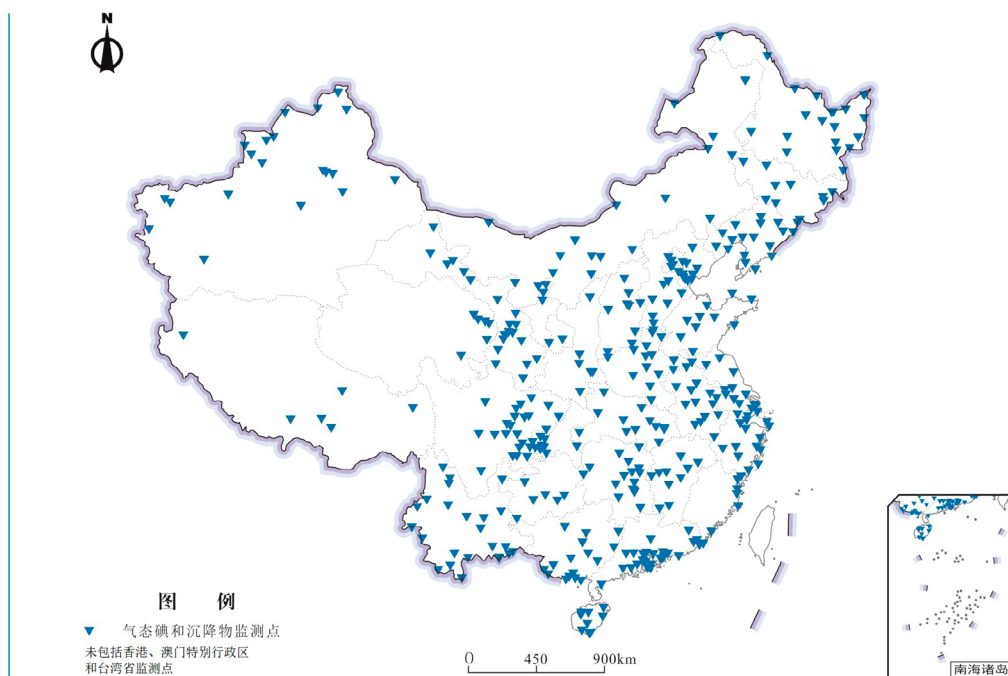 N
图 例
气态碘和沉降物监测点
未包括香港、澳门特别行政区
和台湾省监测点
0 450 900km
南海诸岛